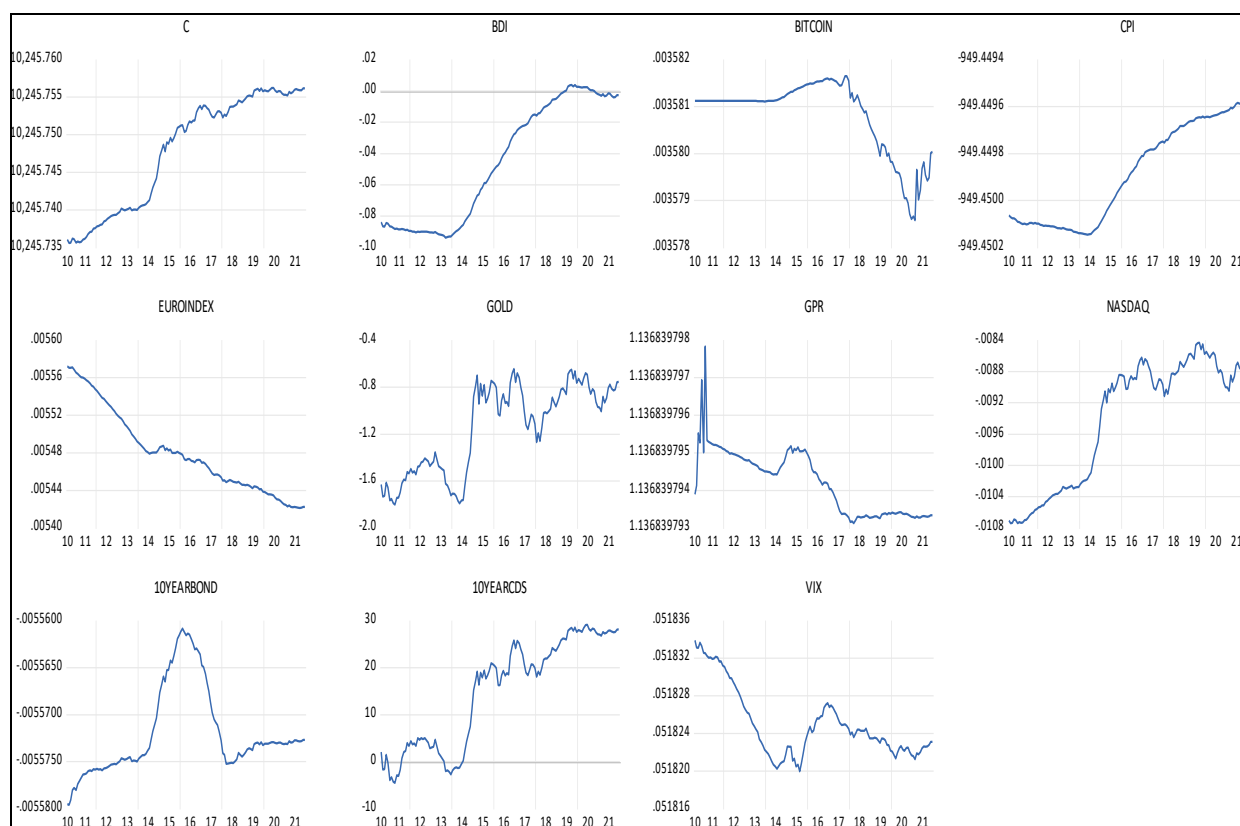 C
10,245.760
10,245.755
10,245.750
10,245.745
10,245.740
10,245.735
10 11 12 13 14 15 16 17 18 19 20 21
BDI
.02
.00
-.02
-.04
-.06
-.08
-.10
10 11 12 13 14 15 16 17 18 19 20 21
BITCOIN
.003582
.003581
.003580
.003579
.003578
10 11 12 13 14 15 16 17 18 19 20 21
CPI
-949.4494
-949.4496
-949.4498
-949.4500
-949.4502
10 11 12 13 14 15 16 17 18 19 20 21
EUROINDEX
.00560
.00556
.00552
.00548
.00544
.00540
10 11 12 13 14 15 16 17 18 19 20 21
GOLD
-0.4
-0.8
-1.2
-1.6
-2.0
10 11 12 13 14 15 16 17 18 19 20 21
GPR
1.136839798
1.136839797
1.136839796
1.136839795
1.136839794
1.136839793
10 11 12 13 14 15 16 17 18 19 20 21
NASDAQ
-.0084
-.0088
-.0092
-.0096
-.0100
-.0104
-.0108
10 11 12 13 14 15 16 17 18 19 20 21
10YEARBOND
-.0055600
-.0055650
-.0055700
-.0055750
-.0055800
10 11 12 13 14 15 16 17 18 19 20 21
10YEARCDS
30
20
10
0
-10
10 11 12 13 14 15 16 17 18 19 20 21
VIX
.051836
.051832
.051828
.051824
.051820
.051816
10 11 12 13 14 15 16 17 18 19 20 21